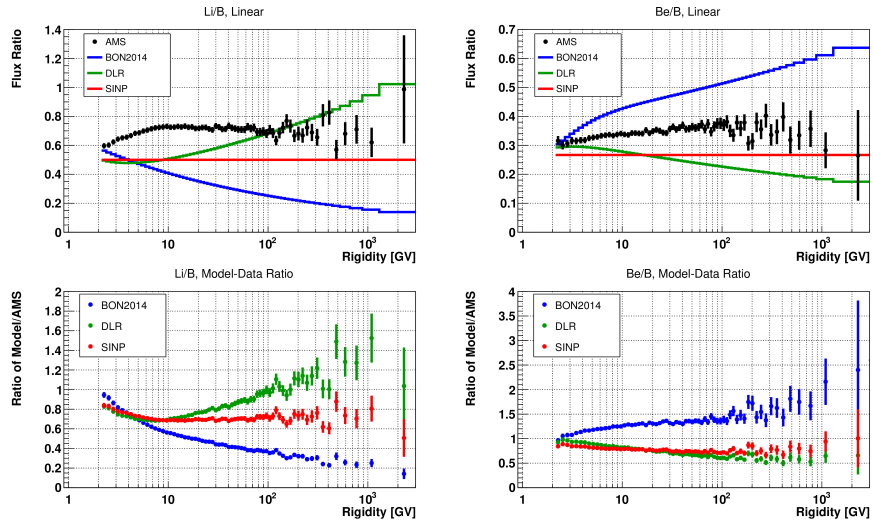 Li/B, Linear
Flux Ratio
1.4
1.2
1
0.8
0.6
0.4
0.2
0
AMS
BON2014
DLR
SINP
1
10
10²
10³
Rigidity [GV]
Be/B, Linear
Flux Ratio
0.7
0.6
0.5
0.4
0.3
0.2
0.1
0
AMS
BON2014
DLR
SINP
1
10
10²
10³
Rigidity [GV]
Li/B, Model-Data Ratio
Ratio of Model/AMS
2
1.8
1.6
1.4
1.2
1
0.8
0.6
0.4
0.2
0
BON2014
DLR
SINP
1
10
10²
10³
Rigidity [GV]
Be/B, Model-Data Ratio
Ratio of Model/AMS
4
3.5
3
2.5
2
1.5
1
0.5
0
BON2014
DLR
SINP
1
10
10²
10³
Rigidity [GV]